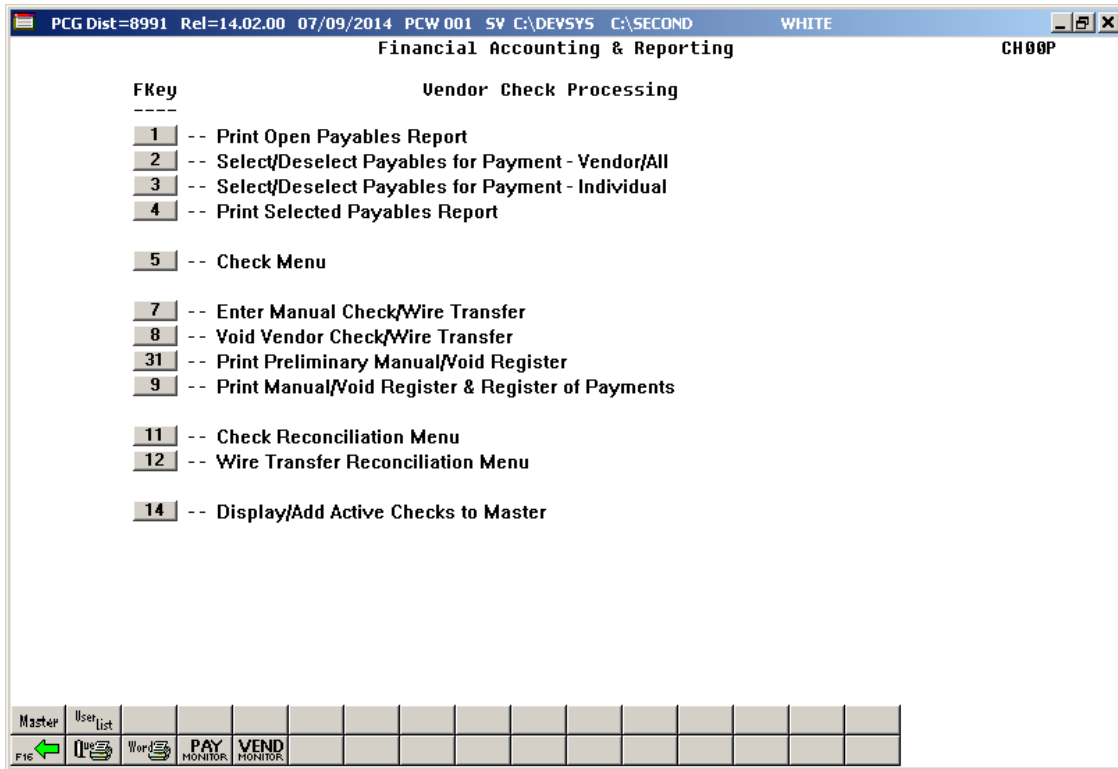 PCG Dist=8991 Rel=14.02.00 07/09/2014 PCW 001 SV C:\DEVSYS C:\SECOND WHITE
Financial Accounting & Reporting CH00P
FKey Vendor Check Processing
----
1 -- Print Open Payables Report
2 -- Select/Deselect Payables for Payment - Vendor/All
3 -- Select/Deselect Payables for Payment - Individual
4 -- Print Selected Payables Report
5 -- Check Menu
7 -- Enter Manual Check/Wire Transfer
8 -- Void Vendor Check/Wire Transfer
31 -- Print Preliminary Manual/Void Register
9 -- Print Manual/Void Register & Register of Payments
11 -- Check Reconciliation Menu
12 -- Wire Transfer Reconciliation Menu
14 -- Display/Add Active Checks to Master
Master User List
F16 Que Word PAY MONITOR VEND MONITOR